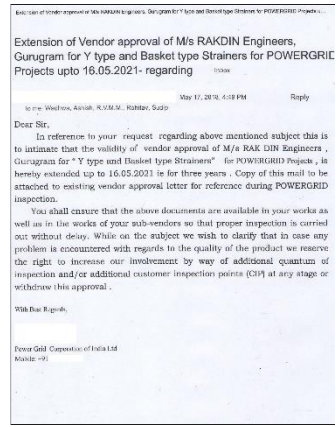 Extension of Vendor approval of M/s RAKDIN Engineers, Gurugram for Y type and Basket type Strainers for POWERGRID Projects u...
Extension of Vendor approval of M/s RAKDIN Engineers,
Gurugram for Y type and Basket type Strainers for POWERGRID
Projects upto 16.05.2021- regarding Inbox
May 17, 2018, 4:49 PM Reply
to me, Ashish, R.V.M.M., Rohitav, Sudip
Dear Sir,
In reference to your request regarding above mentioned subject this is
to intimate that the validity of vendor approval of M/s RAK DIN Engineers ,
Gurugram for " Y type and Basket type Strainers" for POWERGRID Projects , is
hereby extended up to 16.05.2021 ie for three years . Copy of this mail to be
attached to existing vendor approval letter for reference during POWERGRID
inspection.
You shall ensure that the above documents are available in your works as
well us in the works of your sub-vendors so that proper inspection is carried
out without delay. While on the subject we wish to clarify that in case any
problem is encountered with regards to the quality of the product we reserve
the right to increase our involvement by way of additional quantum of
inspection and/or additional customer inspection points (CIP) at any stage or
withdraw this approval .
With Best Regards,
Power Grid Corporation of India Ltd
Mobile: +91